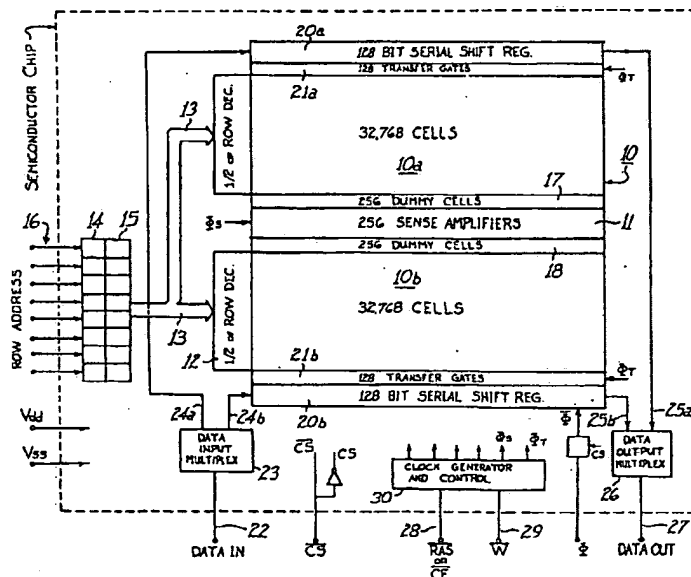 SEMICONDUCTOR CHIP
20a
128 BIT SERIAL SHIFT REG.
128 TRANSFER GATES
ΦT
21a
13
1/2 OF ROW DEC.
32,768 CELLS
10a
10
17
256 DUMMY CELLS
Φs
256 SENSE AMPLIFIERS
11
256 DUMMY CELLS
18
16
14
15
ROW ADDRESS
10b
32,768 CELLS
13
12
1/2 OF ROW DEC.
21b
128 TRANSFER GATES
ΦT
128 BIT SERIAL SHIFT REG.
20b
24a
24b
25b
25a
Vdd
Vss
DATA INPUT MULTIPLEX
23
CS
CS
Φs
ΦT
CLOCK GENERATOR AND CONTROL
30
Φ
CS
DATA OUTPUT MULTIPLEX
26
22
28
29
27
DATA IN
CS
RAS
OR
CE
W
Φ
DATA OUT